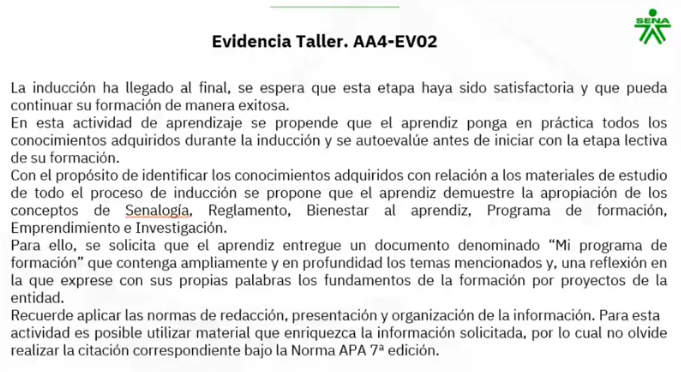 SENA
Evidencia Taller. AA4-EV02
La inducción ha llegado al final, se espera que esta etapa haya sido satisfactoria y que pueda
continuar su formación de manera exitosa.
En esta actividad de aprendizaje se propende que el aprendiz ponga en práctica todos los
conocimientos adquiridos durante la inducción y se autoevalúe antes de iniciar con la etapa lectiva
de su formación.
Con el propósito de identificar los conocimientos adquiridos con relación a los materiales de estudio
de todo el proceso de inducción se propone que el aprendiz demuestre la apropiación de los
conceptos de Senalogía, Reglamento, Bienestar al aprendiz, Programa de formación,
Emprendimiento e Investigación.
Para ello, se solicita que el aprendiz entregue un documento denominado “Mi programa de
formación” que contenga ampliamente y en profundidad los temas mencionados y, una reflexión en
la que exprese con sus propias palabras los fundamentos de la formación por proyectos de la
entidad.
Recuerde aplicar las normas de redacción, presentación y organización de la información. Para esta
actividad es posible utilizar material que enriquezca la información solicitada, por lo cual no olvide
realizar la citación correspondiente bajo la Norma APA 7ª edición.